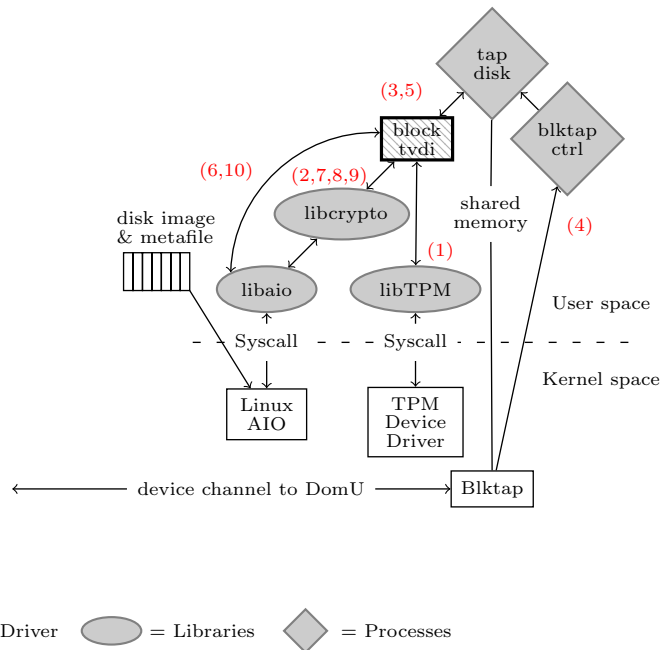 tap
disk
(3,5)
block
tvdi
blktap
ctrl
(6,10)
(2,7,8,9)
disk image
& metafile
libcrypto
shared
memory
(4)
(1)
libaio
libTPM
User space
Syscall
Syscall
Kernel space
Linux
AIO
TPM
Device
Driver
device channel to DomU
Blktap
Driver
= Libraries
= Processes